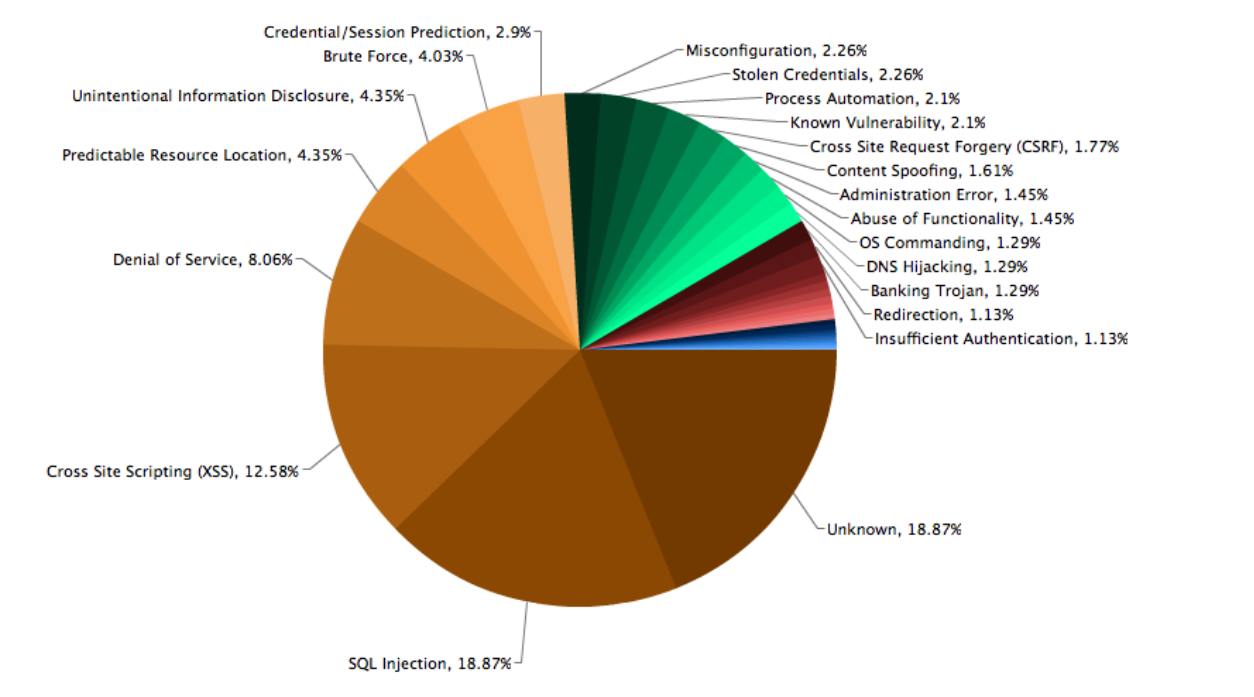 Credential/Session Prediction, 2.9%
Brute Force, 4.03%
Unintentional Information Disclosure, 4.35%
Predictable Resource Location, 4.35%
Denial of Service, 8.06%
Cross Site Scripting (XSS), 12.58%
SQL Injection, 18.87%
Misconfiguration, 2.26%
Stolen Credentials, 2.26%
Process Automation, 2.1%
Known Vulnerability, 2.1%
Cross Site Request Forgery (CSRF), 1.77%
Content Spoofing, 1.61%
Administration Error, 1.45%
Abuse of Functionality, 1.45%
OS Commanding, 1.29%
DNS Hijacking, 1.29%
Banking Trojan, 1.29%
Redirection, 1.13%
Insufficient Authentication, 1.13%
Unknown, 18.87%